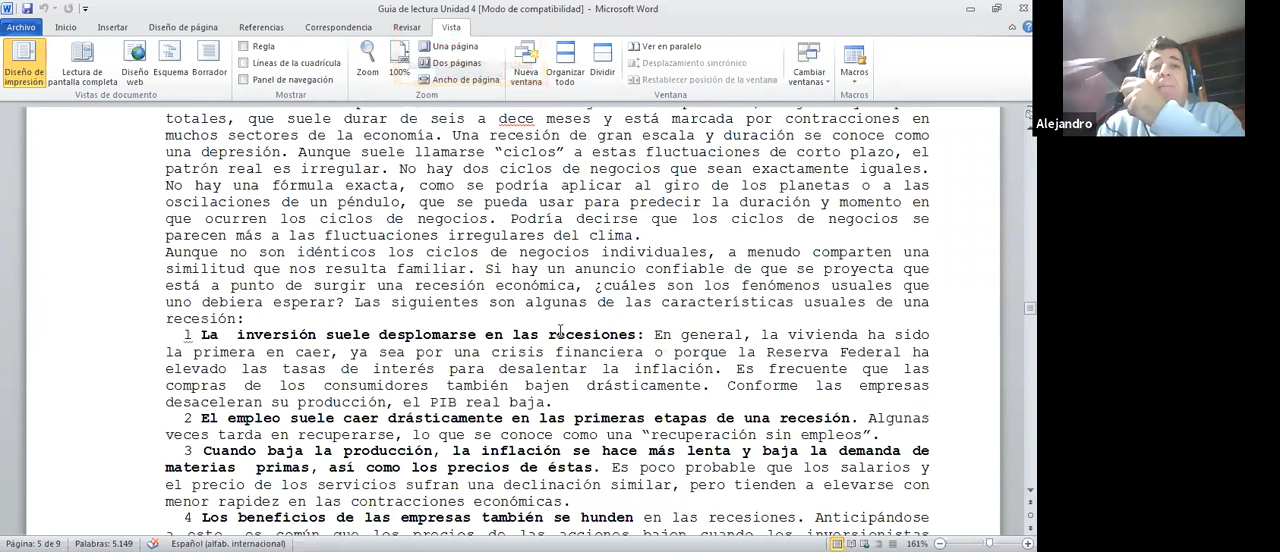 Guia de lectura Unidad 4 [Modo de compatibilidad] - Microsoft Word
Archivo Inicio Insertar Diseño de página Referencias Correspondencia Revisar Vista
Diseño de impresión Lectura de pantalla completa Diseño web Esquema Borrador
Vistas de documento
Regla
Líneas de la cuadrícula
Panel de navegación
Mostrar
Zoom 100%
Una página
Dos páginas
Ancho de página
Zoom
Nueva ventana Organizar todo Dividir
Ver en paralelo
Desplazamiento sincrónico
Restablecer posición de la ventana
Ventana
Cambiar ventanas
Macros
Macros
Alejandro
totales, que suele durar de seis a dece meses y está marcada por contracciones en
muchos sectores de la economía. Una recesión de gran escala y duración se conoce como
una depresión. Aunque suele llamarse “ciclos” a estas fluctuaciones de corto plazo, el
patrón real es irregular. No hay dos ciclos de negocios que sean exactamente iguales.
No hay una fórmula exacta, como se podría aplicar al giro de los planetas o a las
oscilaciones de un péndulo, que se pueda usar para predecir la duración y momento en
que ocurren los ciclos de negocios. Podría decirse que los ciclos de negocios se
parecen más a las fluctuaciones irregulares del clima.
Aunque no son idénticos los ciclos de negocios individuales, a menudo comparten una
similitud que nos resulta familiar. Si hay un anuncio confiable de que se proyecta que
está a punto de surgir una recesión económica, ¿cuáles son los fenómenos usuales que
uno debiera esperar? Las siguientes son algunas de las características usuales de una
recesión:
1 La inversión suele desplomarse en las recesiones: En general, la vivienda ha sido
la primera en caer, ya sea por una crisis financiera o porque la Reserva Federal ha
elevado las tasas de interés para desalentar la inflación. Es frecuente que las
compras de los consumidores también bajen drásticamente. Conforme las empresas
desaceleran su producción, el PIB real baja.
2 El empleo suele caer drásticamente en las primeras etapas de una recesión. Algunas
veces tarda en recuperarse, lo que se conoce como una “recuperación sin empleos”.
3 Cuando baja la producción, la inflación se hace más lenta y baja la demanda de
materias primas, así como los precios de éstas. Es poco probable que los salarios y
el precio de los servicios sufran una declinación similar, pero tienden a elevarse con
menor rapidez en las contracciones económicas.
4 Los beneficios de las empresas también se hunden en las recesiones. Anticipándose
a esto, es común que los precios de las acciones bajen cuando los inversionistas
Página: 5 de 9 Palabras: 5.149 Español (alfab. internacional) 161%